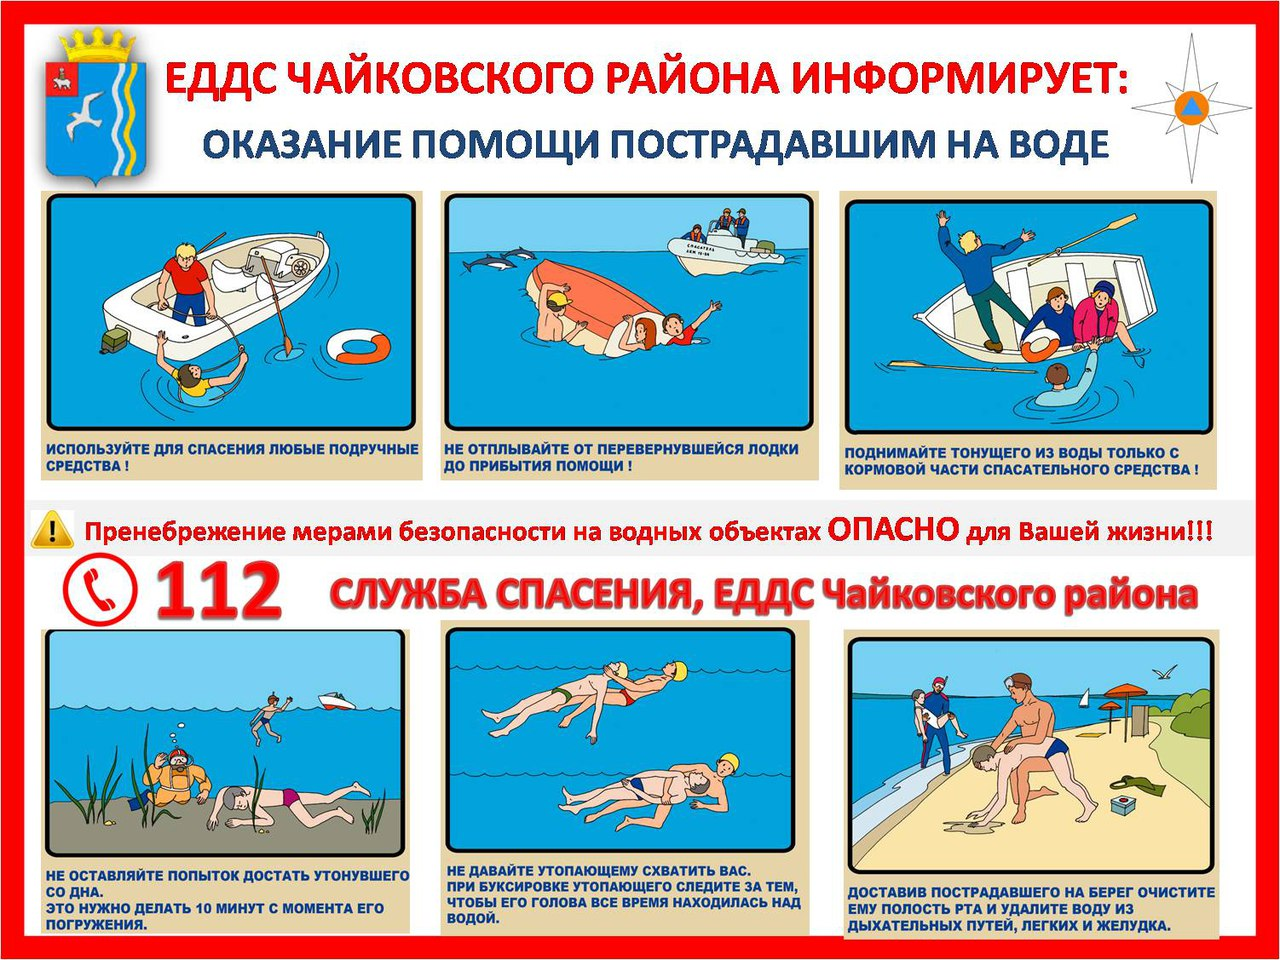 ЕДДС ЧАЙКОВСКОГО РАЙОНА ИНФОРМИРУЕТ:
ОКАЗАНИЕ ПОМОЩИ ПОСТРАДАВШИМ НА ВОДЕ
СПАСАТЕЛЬ
ИСПОЛЬЗУЙТЕ ДЛЯ СПАСЕНИЯ ЛЮБЫЕ ПОДРУЧНЫЕ
СРЕДСТВА !
НЕ ОТПЛЫВАЙТЕ ОТ ПЕРЕВЕРНУВШЕЙСЯ ЛОДКИ
ДО ПРИБЫТИЯ ПОМОЩИ !
ПОДНИМАЙТЕ ТОНУЩЕГО ИЗ ВОДЫ ТОЛЬКО С
КОРМОВОЙ ЧАСТИ СПАСАТЕЛЬНОГО СРЕДСТВА !
Пренебрежение мерами безопасности на водных объектах ОПАСНО для Вашей жизни!!!
112 СЛУЖБА СПАСЕНИЯ, ЕДДС Чайковского района
НЕ ОСТАВЛЯЙТЕ ПОПЫТОК ДОСТАТЬ УТОНУВШЕГО
СО ДНА.
ЭТО НУЖНО ДЕЛАТЬ 10 МИНУТ С МОМЕНТА ЕГО
ПОГРУЖЕНИЯ.
НЕ ДАВАЙТЕ УТОПАЮЩЕМУ СХВАТИТЬ ВАС.
ПРИ БУКСИРОВКЕ УТОПАЮЩЕГО СЛЕДИТЕ ЗА ТЕМ,
ЧТОБЫ ЕГО ГОЛОВА ВСЕ ВРЕМЯ НАХОДИЛАСЬ НАД
ВОДОЙ.
ДОСТАВИВ ПОСТРАДАВШЕГО НА БЕРЕГ ОЧИСТИТЕ
ЕМУ ПОЛОСТЬ РТА И УДАЛИТЕ ВОДУ ИЗ
ДЫХАТЕЛЬНЫХ ПУТЕЙ, ЛЕГКИХ И ЖЕЛУДКА.